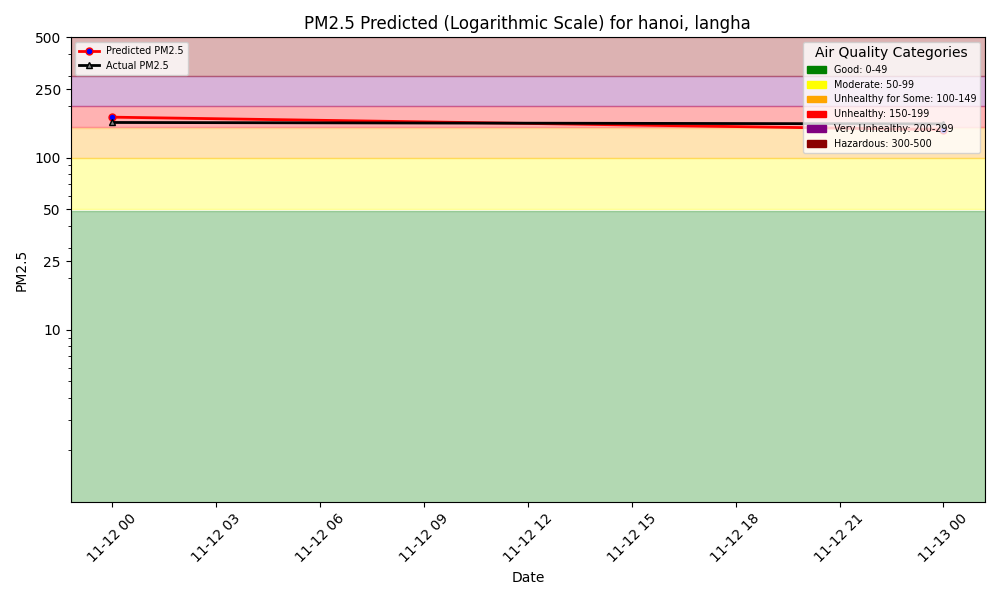 PM2.5 Predicted (Logarithmic Scale) for hanoi, langha
Predicted PM2.5
Actual PM2.5
Air Quality Categories
Good: 0-49
Moderate: 50-99
Unhealthy for Some: 100-149
Unhealthy: 150-199
Very Unhealthy: 200-299
Hazardous: 300-500
PM2.5
500
250
100
50
25
10
11-12 00
11-12 03
11-12 06
11-12 09
11-12 12
11-12 15
11-12 18
11-12 21
11-13 00
Date